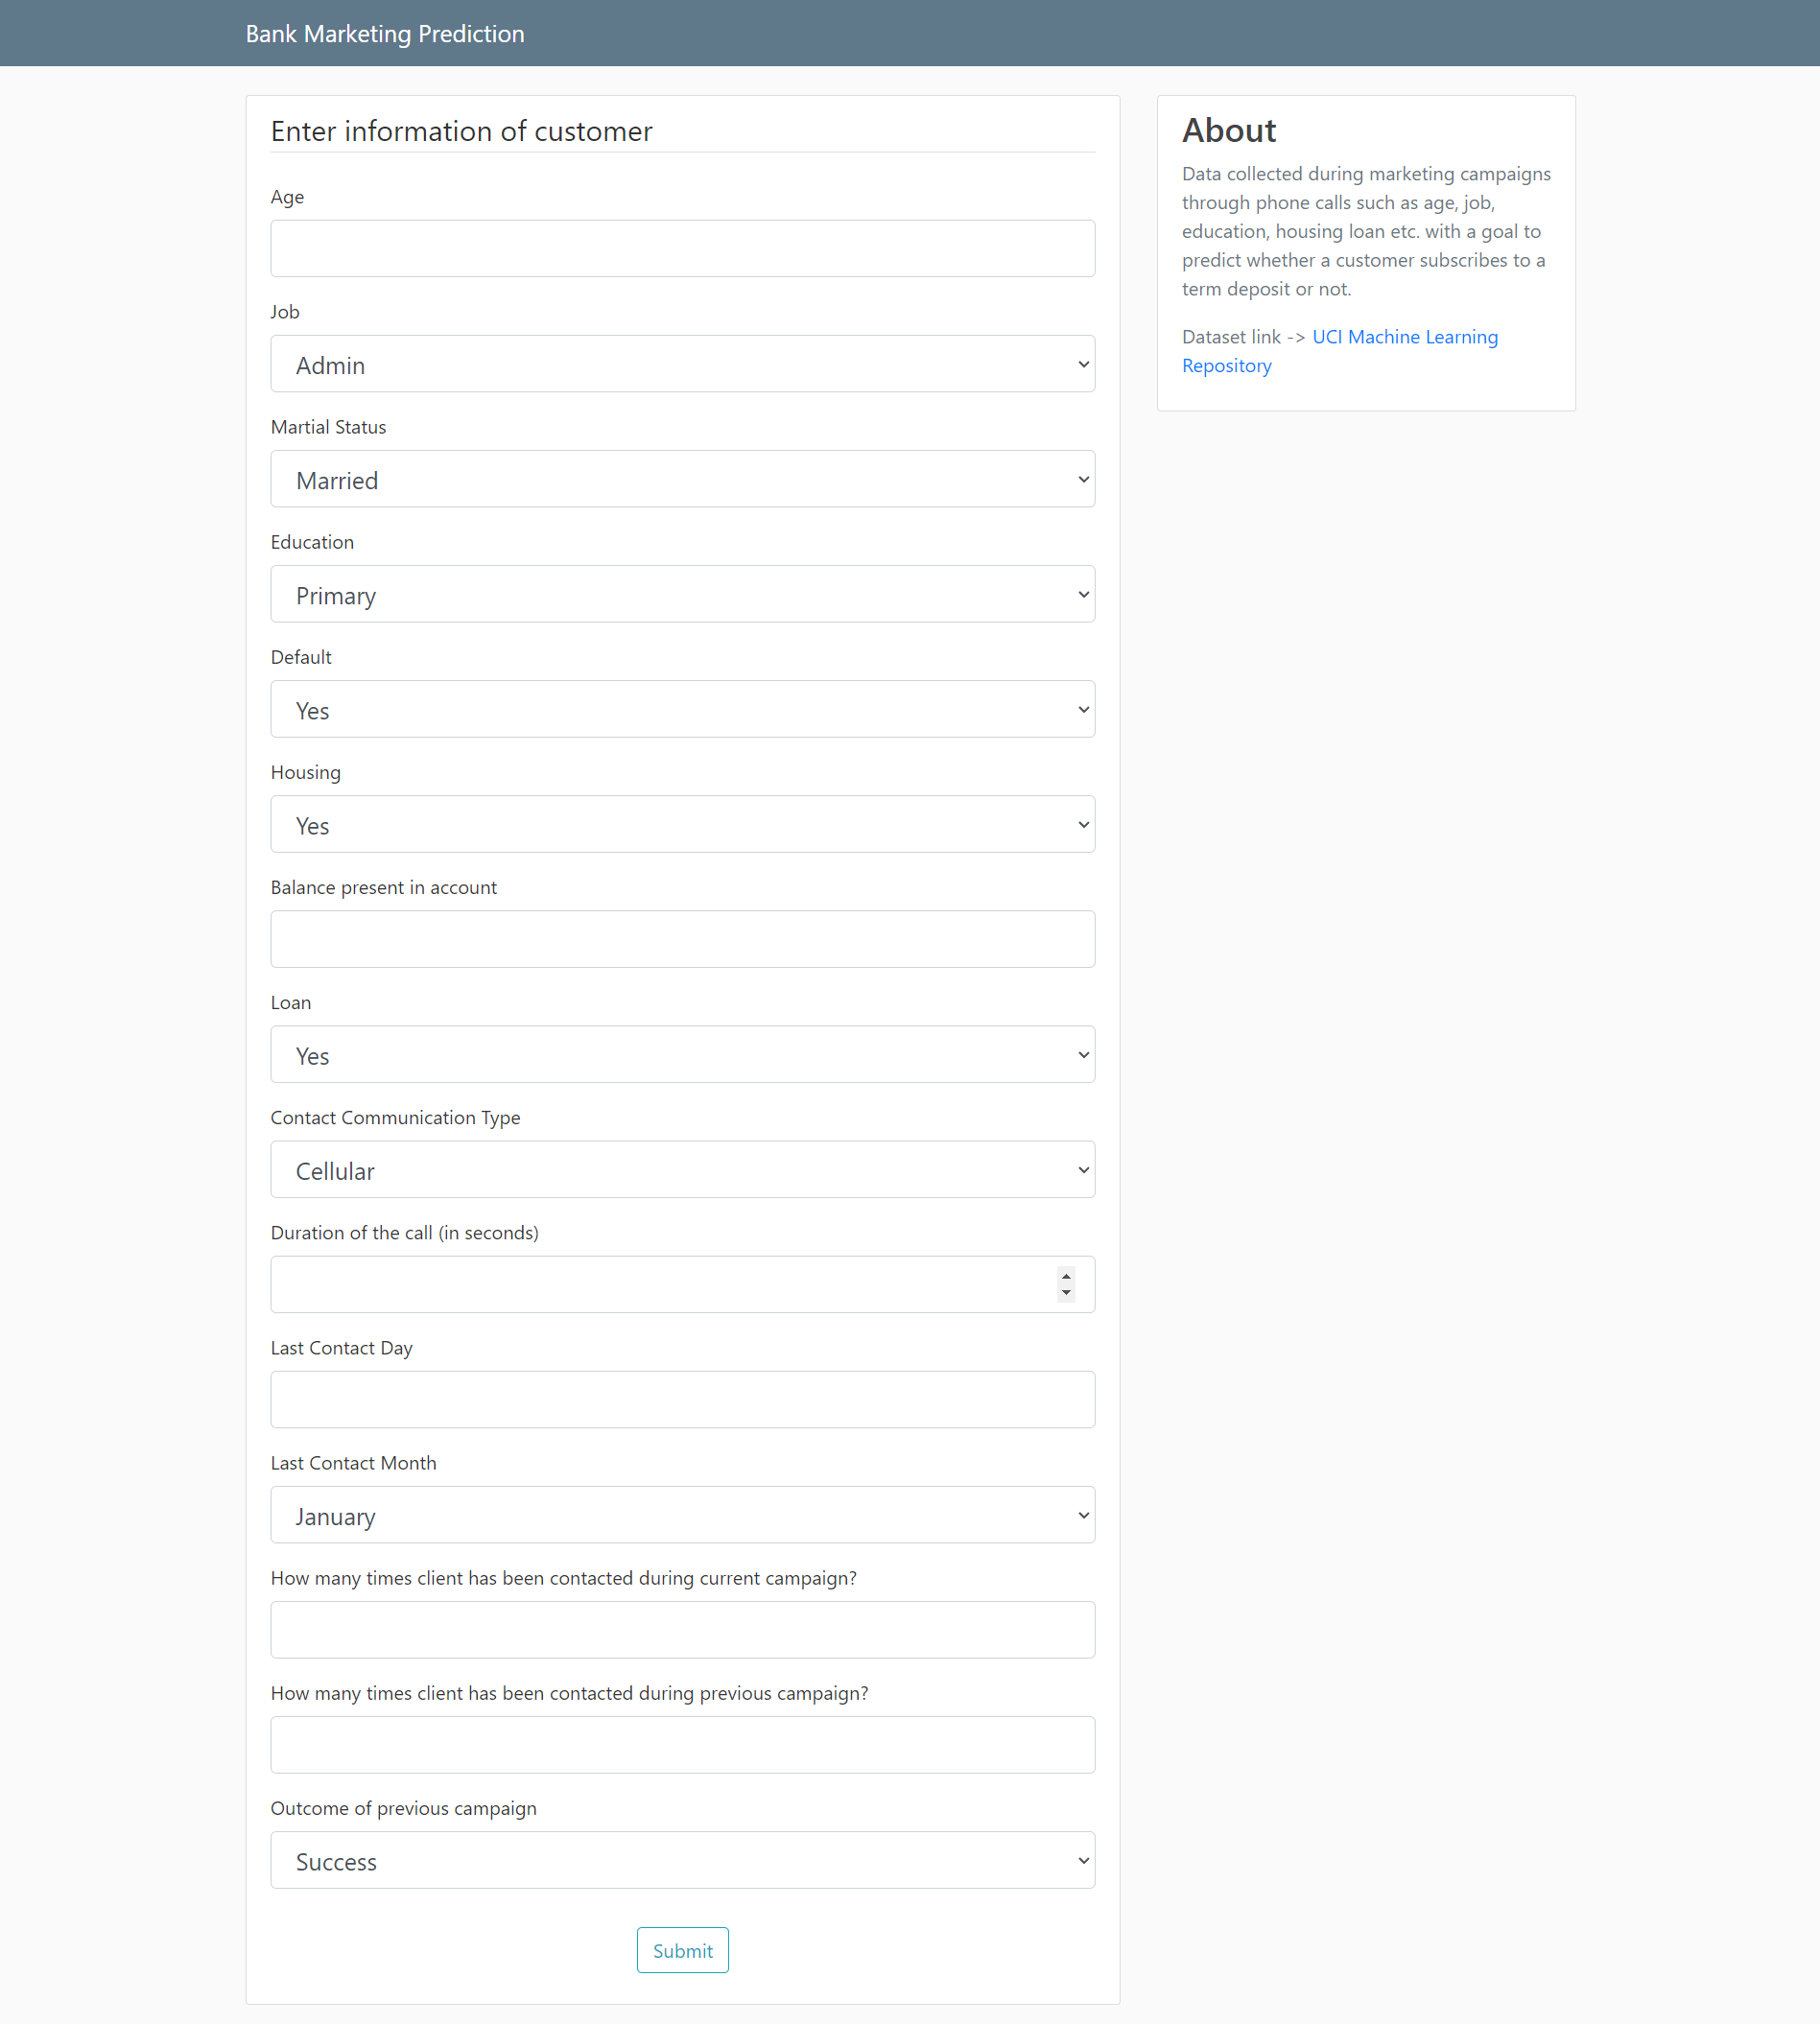 Bank Marketing Prediction
Enter information of customer
Age
Job
Admin
Martial Status
Married
Education
Primary
Default
Yes
Housing
Yes
Balance present in account
Loan
Yes
Contact Communication Type
Cellular
Duration of the call (in seconds)
Last Contact Day
Last Contact Month
January
How many times client has been contacted during current campaign?
How many times client has been contacted during previous campaign?
Outcome of previous campaign
Success
Submit
About
Data collected during marketing campaigns
through phone calls such as age, job,
education, housing loan etc. with a goal to
predict whether a customer subscribes to a
term deposit or not.
Dataset link -> UCI Machine Learning
Repository